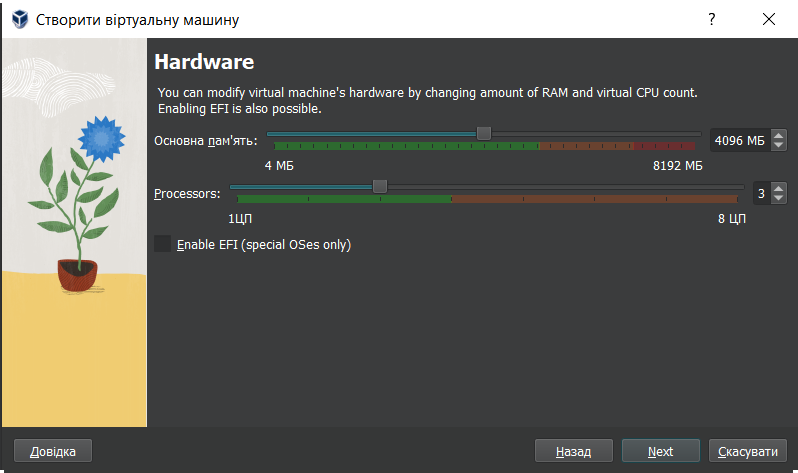 Створити віртуальну машину
?
Hardware
You can modify virtual machine's hardware by changing amount of RAM and virtual CPU count.
Enabling EFI is also possible.
Основна пам'ять:
4096 МБ
4 МБ
8192 МБ
Processors:
3
1ЦП
8 ЦП
Enable EFI (special OSes only)
Довідка
Назад
Next
Скасувати